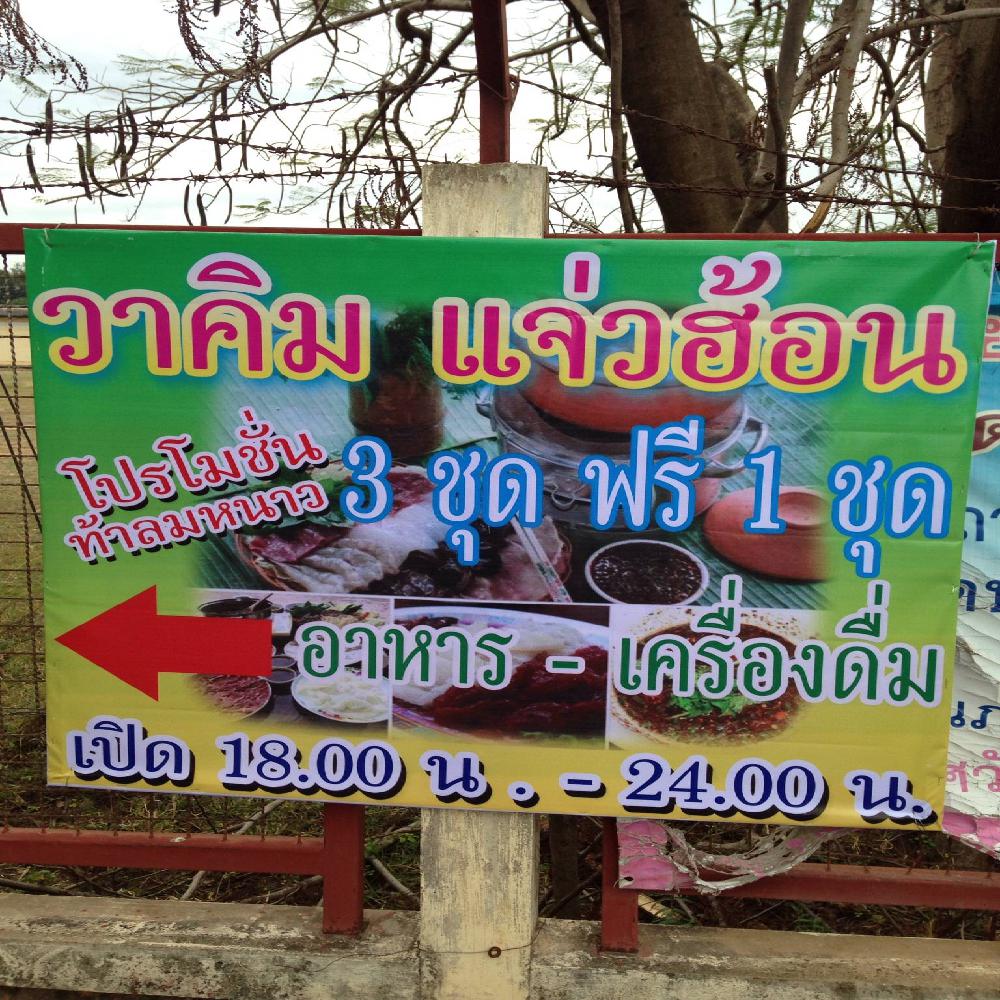 วาคิม แจ่วฮ้อน
โปรโมชั่น
ท้าลมหนาว
3 ชุด ฟรี 1 ชุด
อาหาร - เครื่องดื่ม
เปิด 18.00 น . - 24.00 น.